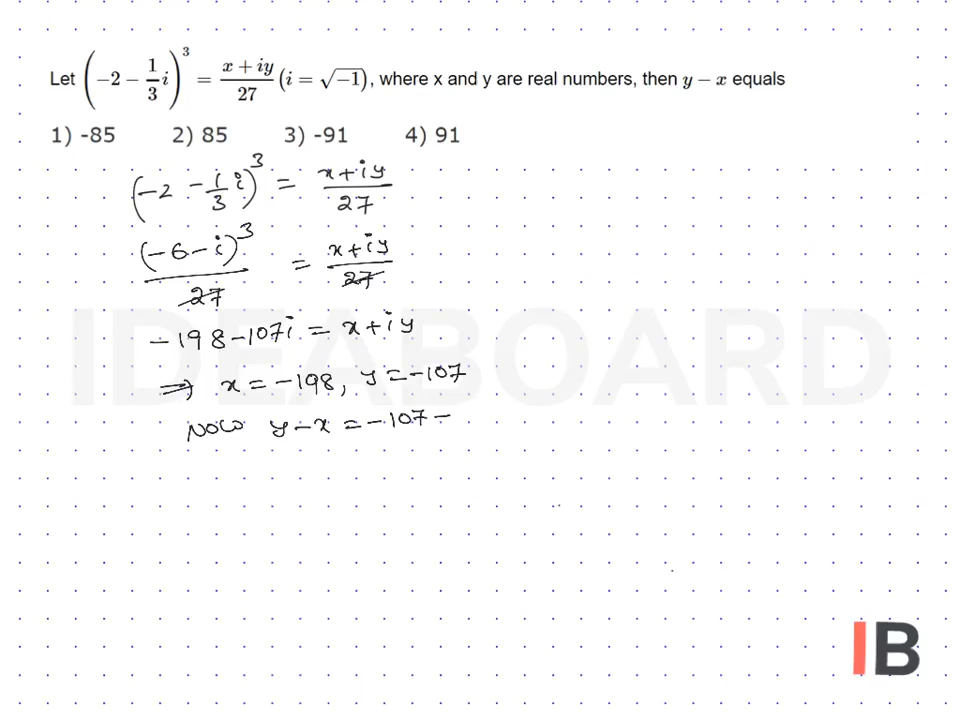 Let (−2 − 1/3 i)^3 = (x + iy)/27 (i = √−1), where x and y are real numbers, then y − x equals
1) -85 2) 85 3) -91 4) 91
(−2 − 1/3 i)^3 = (x+iy)/27
(−6−i)^3/27 = (x+iy)/27
−198−107i = x+iy
⇒ x = −198, y = −107
Now y−x = −107−
IDEABOARD
IB